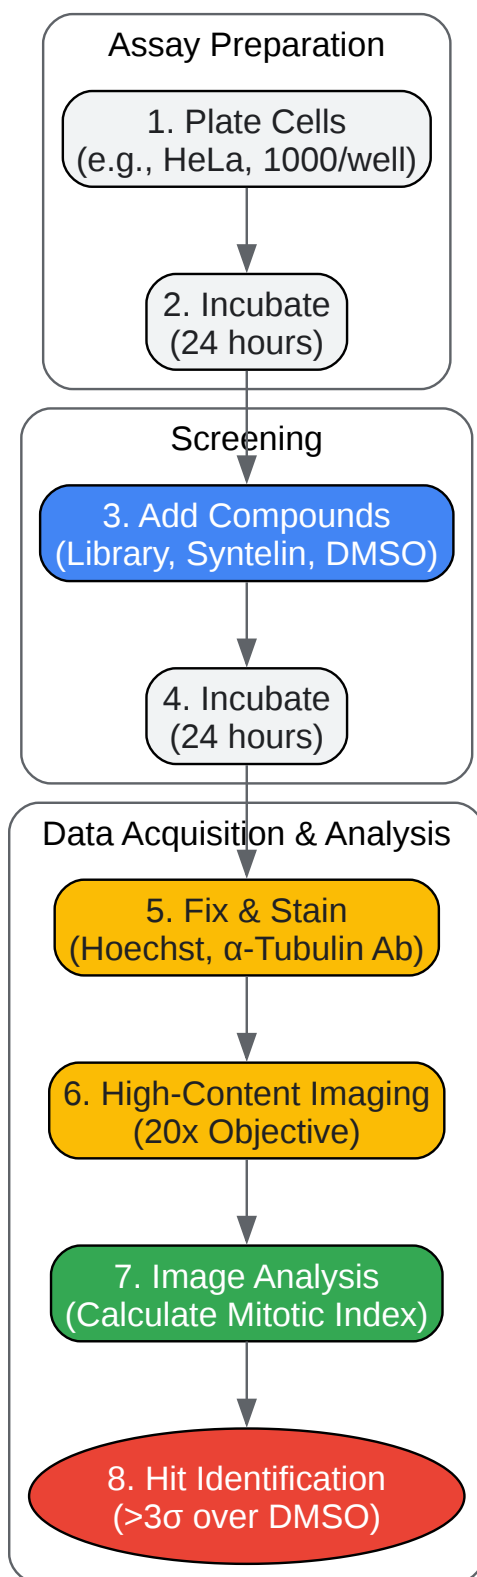 Assay Preparation
1. Plate Cells
(e.g., HeLa, 1000/well)
2. Incubate
(24 hours)
Screening
3. Add Compounds
(Library, Syntelin, DMSO)
4. Incubate
(24 hours)
Data Acquisition & Analysis
5. Fix & Stain
(Hoechst, α-Tubulin Ab)
6. High-Content Imaging
(20x Objective)
7. Image Analysis
(Calculate Mitotic Index)
8. Hit Identification
(>3σ over DMSO)